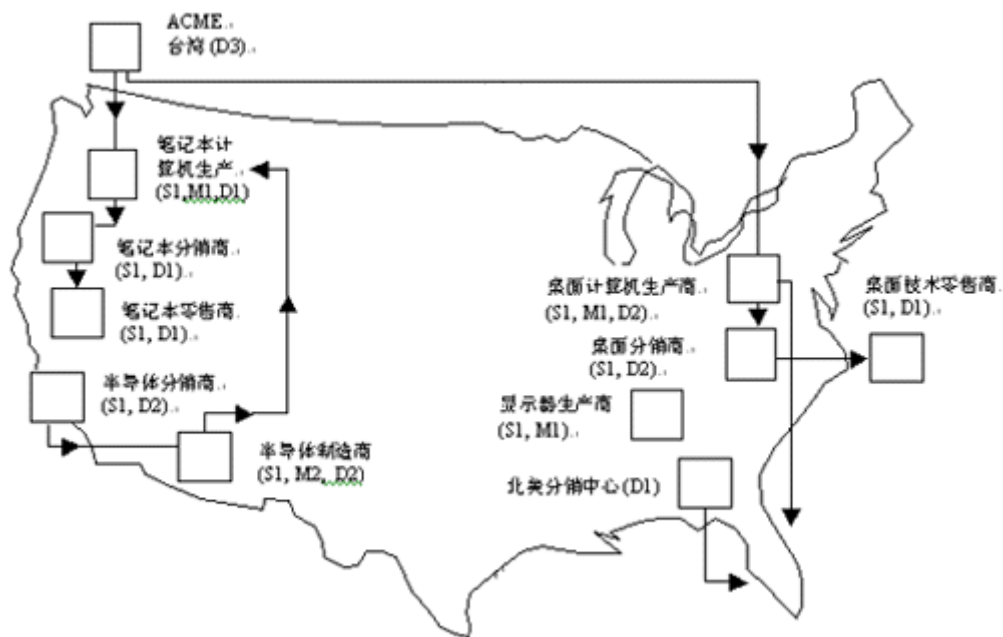 ACME
台湾 (D3)
笔记本计
算机生产
(S1,M1,D1)
笔记本分销商
(S1, D1)
笔记本零售商
(S1, D1)
半导体分销商
(S1, D2)
半导体制造商
(S1, M2, D2)
桌面计算机生产商
(S1, M1, D2)
桌面分销商
(S1, D2)
桌面技术零售商
(S1, D1)
显示器生产商
(S1, M1)
北美分销中心(D1)